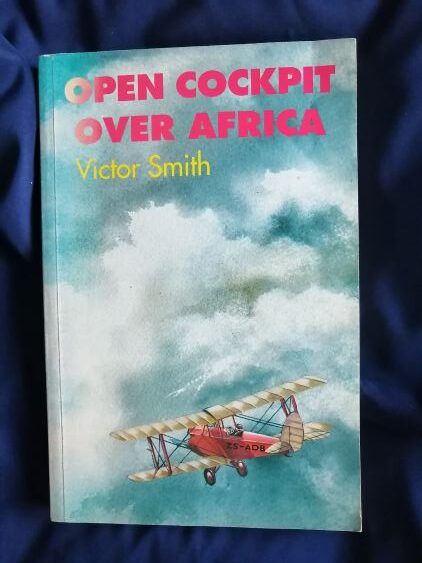 OPEN COCKPIT
OVER AFRICA
Victor Smith
ZS-ADB